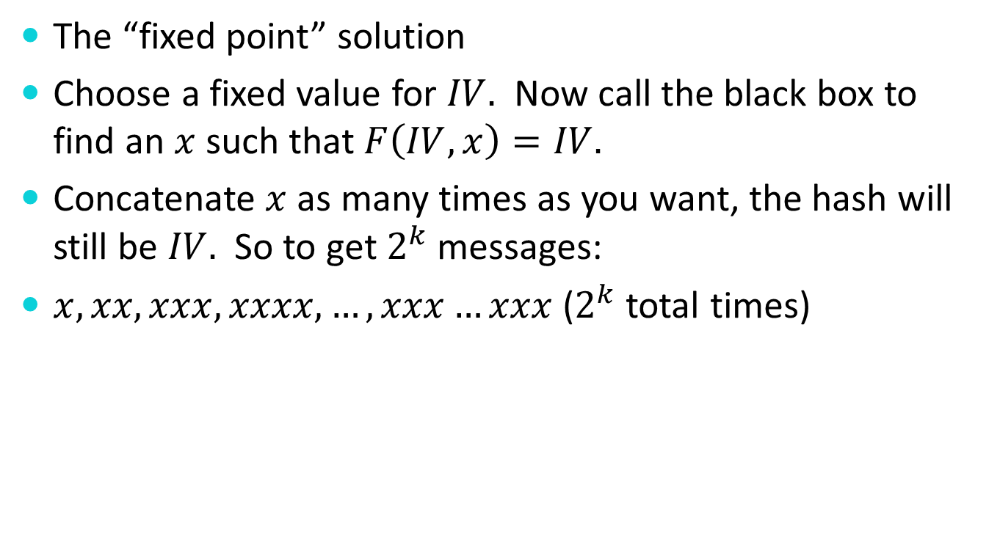 • The “fixed point” solution
• Choose a fixed value for 𝐼𝑉. Now call the black box to
find an 𝑥 such that 𝐹(𝐼𝑉, 𝑥) = 𝐼𝑉.
• Concatenate 𝑥 as many times as you want, the hash will
still be 𝐼𝑉. So to get 2^𝑘 messages:
• 𝑥, 𝑥𝑥, 𝑥𝑥𝑥, 𝑥𝑥𝑥𝑥, … , 𝑥𝑥𝑥 … 𝑥𝑥𝑥 (2^𝑘 total times)